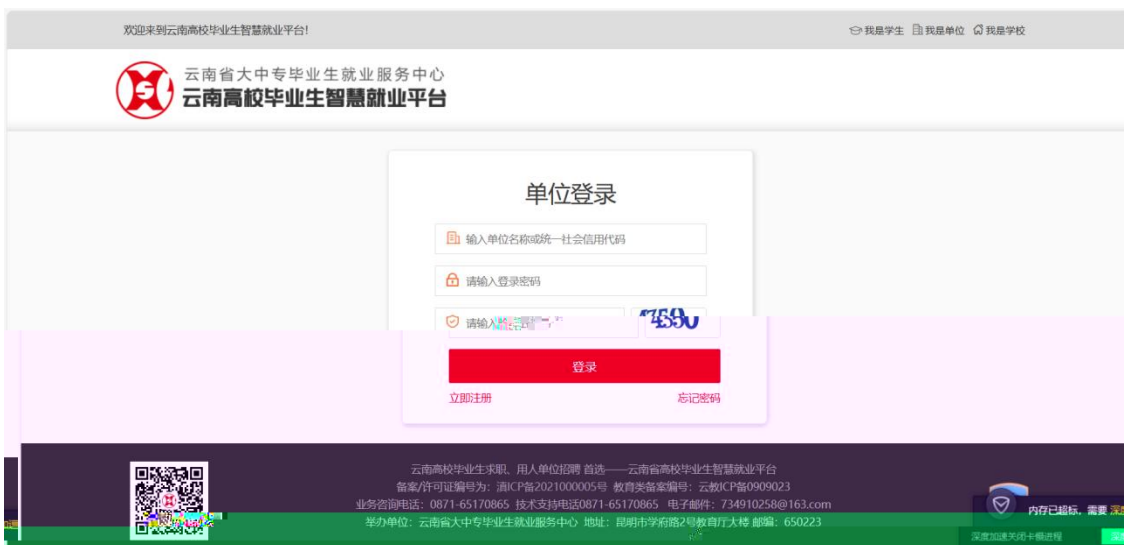 欢迎来到云南高校毕业生智慧就业平台!
我是学生 我是单位 我是学校
云南省大中专毕业生就业服务中心
云南高校毕业生智慧就业平台
单位登录
输入单位名称或统一社会信用代码
请输入登录密码
请输入
登录
立即注册 忘记密码
云南高校毕业生求职、用人单位招聘 首选——云南省高校毕业生智慧就业平台
备案/许可证编号为：滇ICP备2021000005号 教育类备案编号：云教ICP备0909023
业务咨询电话：0871-65170865 技术支持电话0871-65170865 电子邮件：734910258@163.com
举办单位：云南省大中专毕业生就业服务中心 地址：昆明市学府路2号教育厅大楼 邮编：650223
内存已超标，需要
深度加速关闭卡慢进程